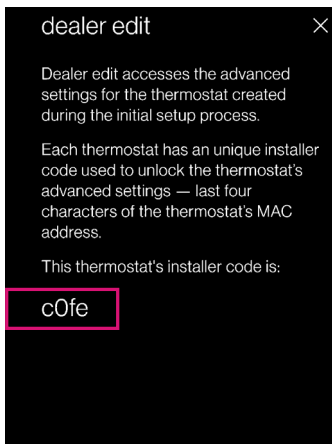 dealer edit ×
Dealer edit accesses the advanced
settings for the thermostat created
during the initial setup process.
Each thermostat has an unique installer
code used to unlock the thermostat's
advanced settings — last four
characters of the thermostat's MAC
address.
This thermostat's installer code is:
c0fe